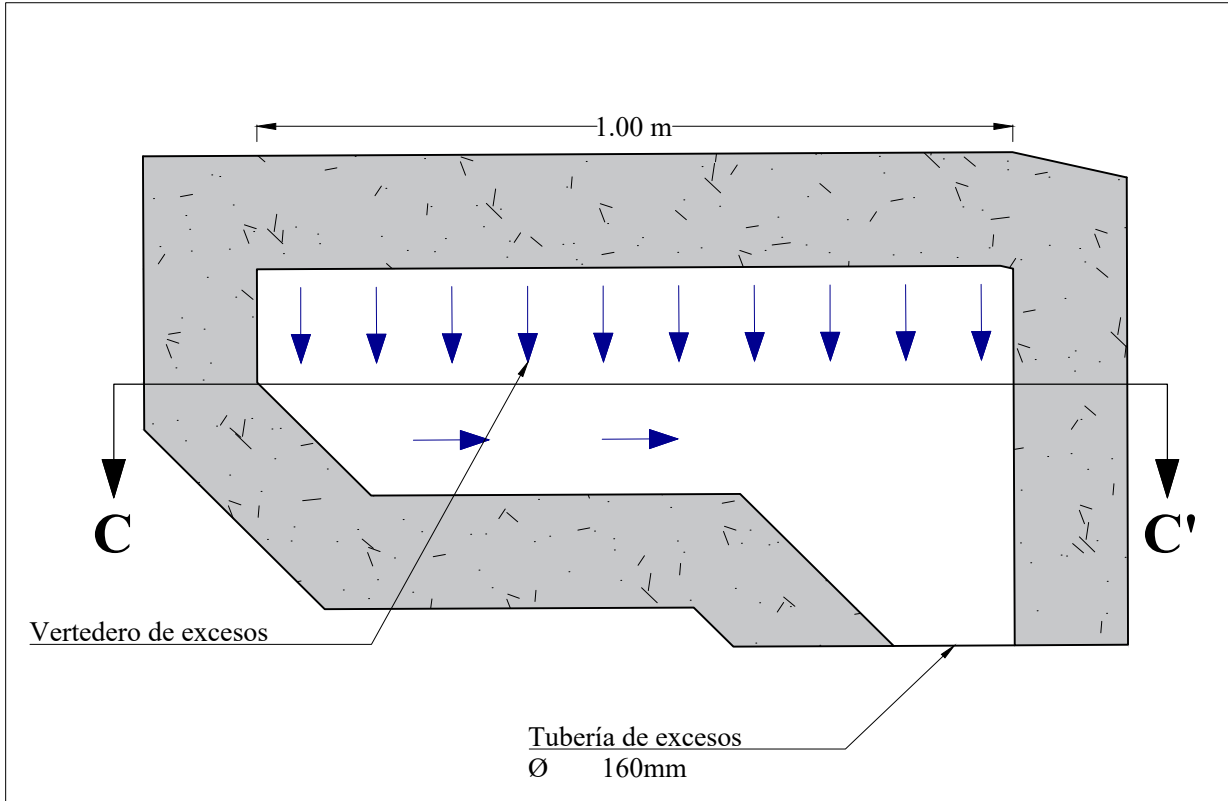 1.00 m
C
C'
Vertedero de excesos
Tubería de excesos
Ø 160mm